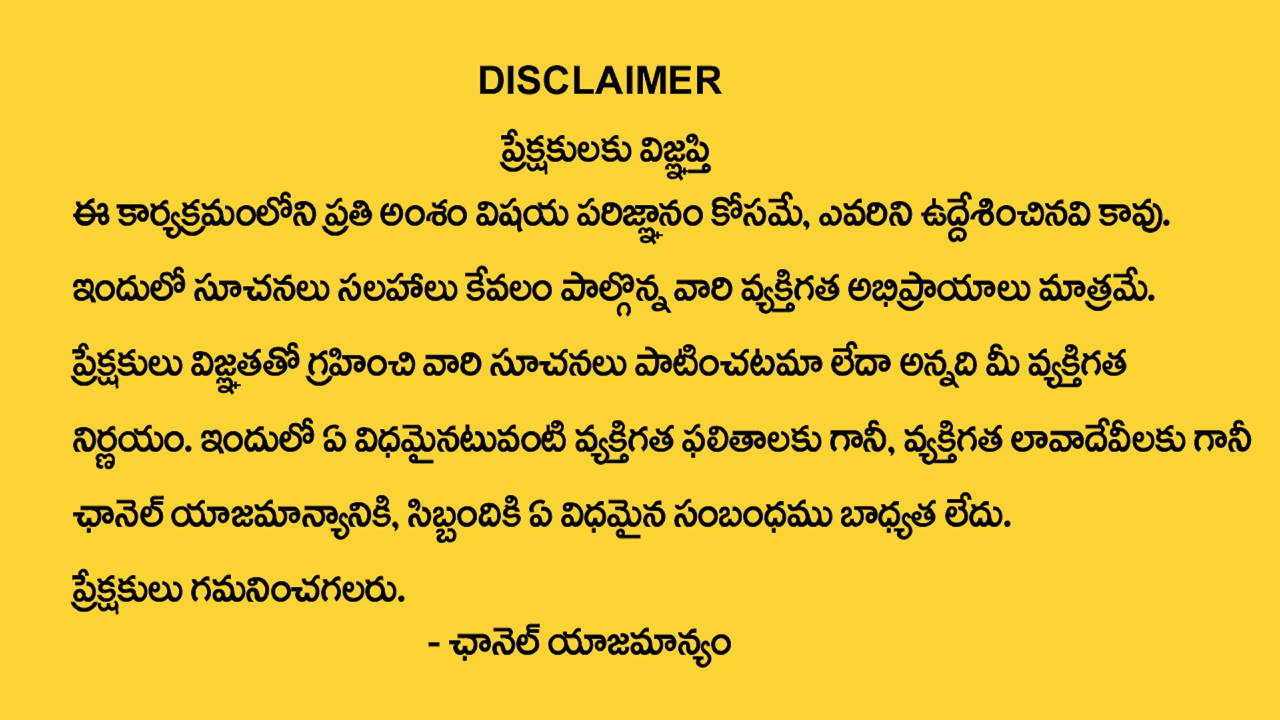 DISCLAIMER
ప్రేక్షకులకు విజ్ఞప్తి
ఈ కార్యక్రమంలోని ప్రతి అంశం విషయ పరిజ్ఞానం కోసమే, ఎవరిని ఉద్దేశించినవి కావు.
ఇందులో సూచనలు సలహాలు కేవలం పాల్గొన్న వారి వ్యక్తిగత అభిప్రాయాలు మాత్రమే.
ప్రేక్షకులు విజ్ఞతతో గ్రహించి వారి సూచనలు పాటించటమా లేదా అన్నది మీ వ్యక్తిగత
నిర్ణయం. ఇందులో ఏ విధమైనటువంటి వ్యక్తిగత ఫలితాలకు గానీ, వ్యక్తిగత లావాదేవీలకు గానీ
ఛానెల్ యాజమాన్యానికి, సిబ్బందికి ఏ విధమైన సంబంధము బాధ్యత లేదు.
ప్రేక్షకులు గమనించగలరు.
- ఛానెల్ యాజమాన్యం